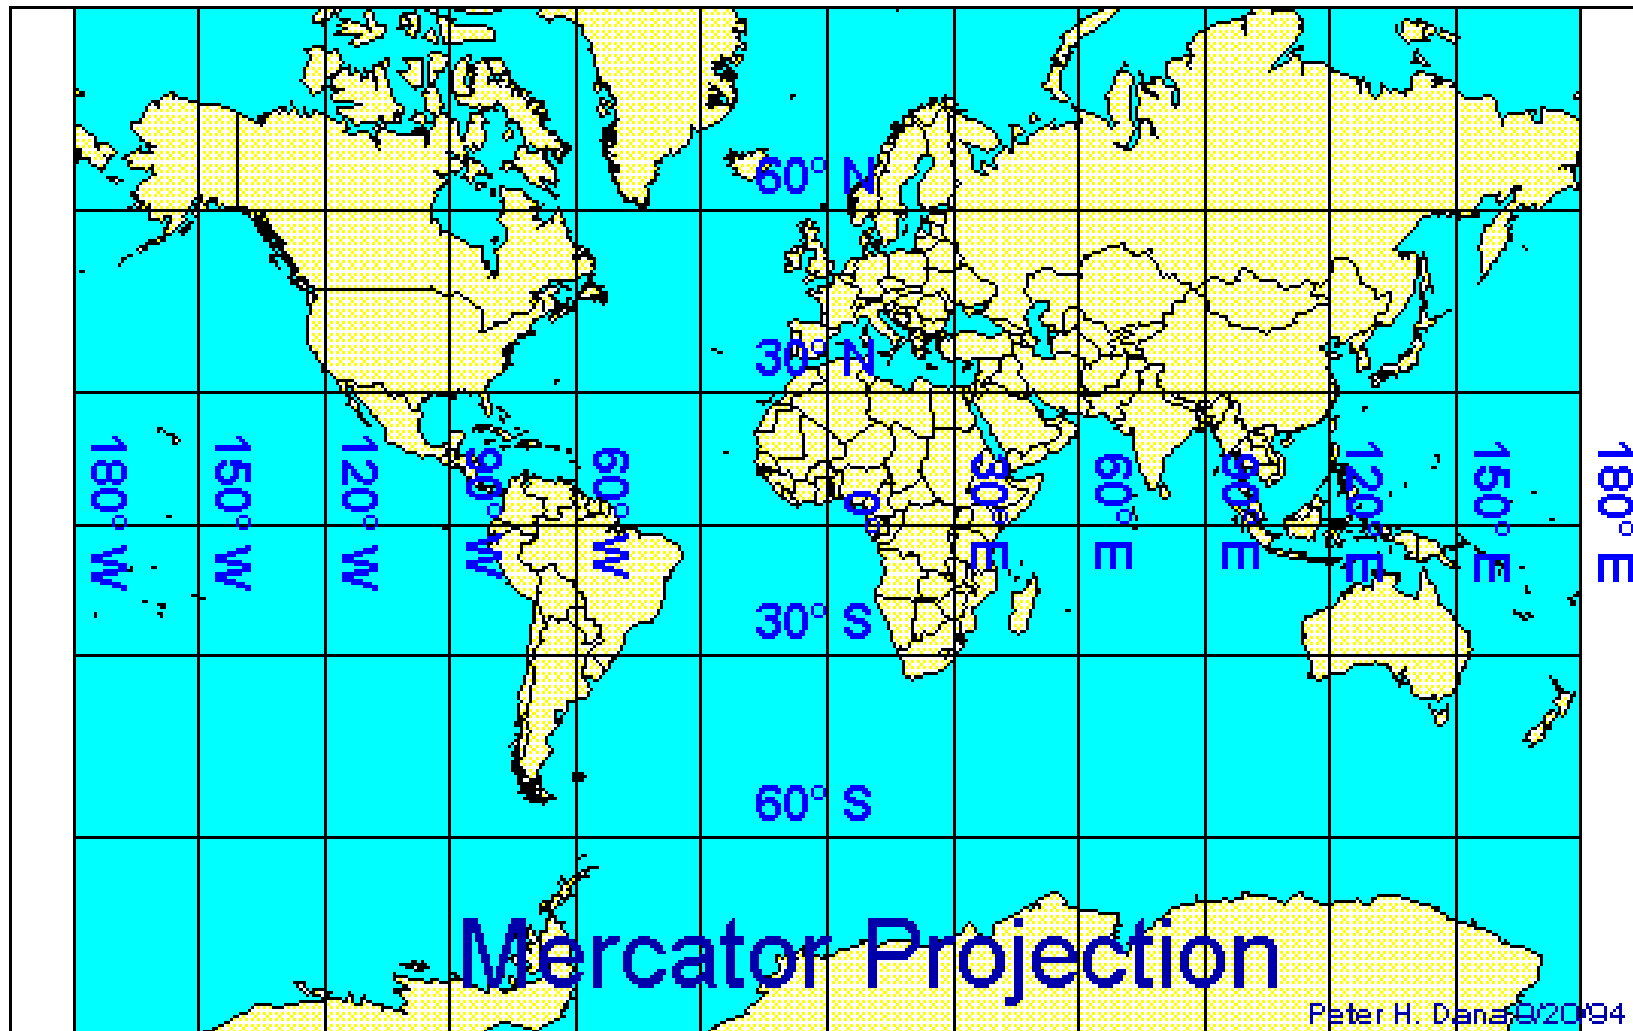 60° N
30° N
180° W
150° W
120° W
90° W
60° W
0°
30° E
60° E
90° E
120° E
150° E
180° E
30° S
60° S
Mercator Projection
Peter H. Dana 9/20/94